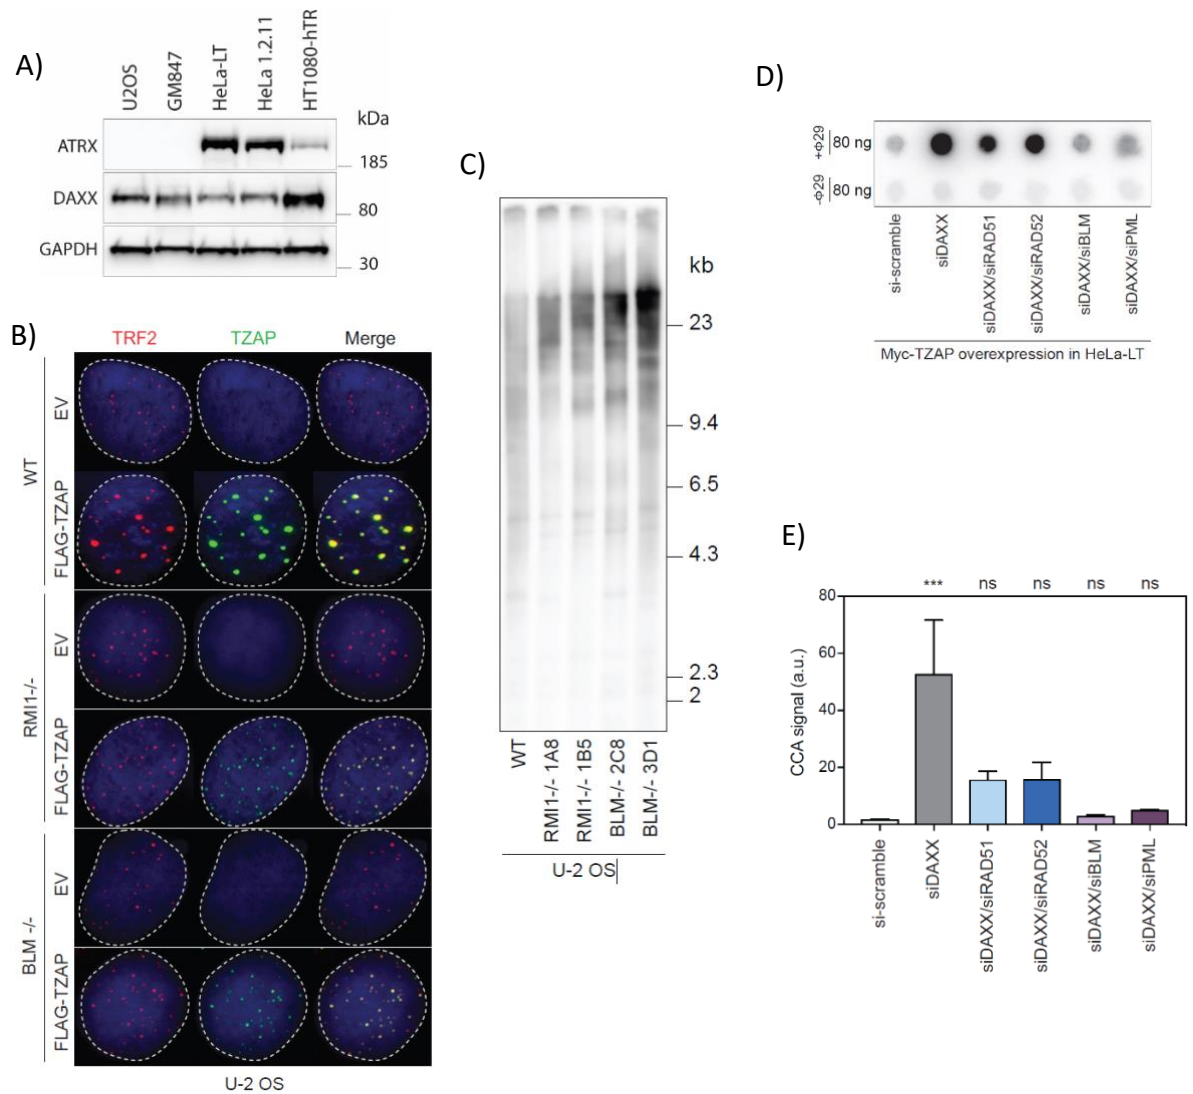 A)
U2OS
GM847
HeLa-LT
HeLa 1.2.11
HT1080-hTR
kDa
ATRX
185
DAXX
80
GAPDH
30
B)
TRF2 TZAP Merge
WT
EV
FLAG-TZAP
RMI1-/-
EV
FLAG-TZAP
BLM -/-
EV
FLAG-TZAP
U-2 OS
C)
kb
23
9.4
6.5
4.3
2.3
2
WT
RMI1-/- 1A8
RMI1-/- 1B5
BLM-/- 2C8
BLM-/- 3D1
U-2 OS
D)
+Φ29 80 ng
-Φ29 80 ng
si-scramble
siDAXX
siDAXX/siRAD51
siDAXX/siRAD52
siDAXX/siBLM
siDAXX/siPML
Myc-TZAP overexpression in HeLa-LT
E)
*** ns ns ns ns
CCA signal (a.u.)
80
60
40
20
0
si-scramble
siDAXX
siDAXX/siRAD51
siDAXX/siRAD52
siDAXX/siBLM
siDAXX/siPML